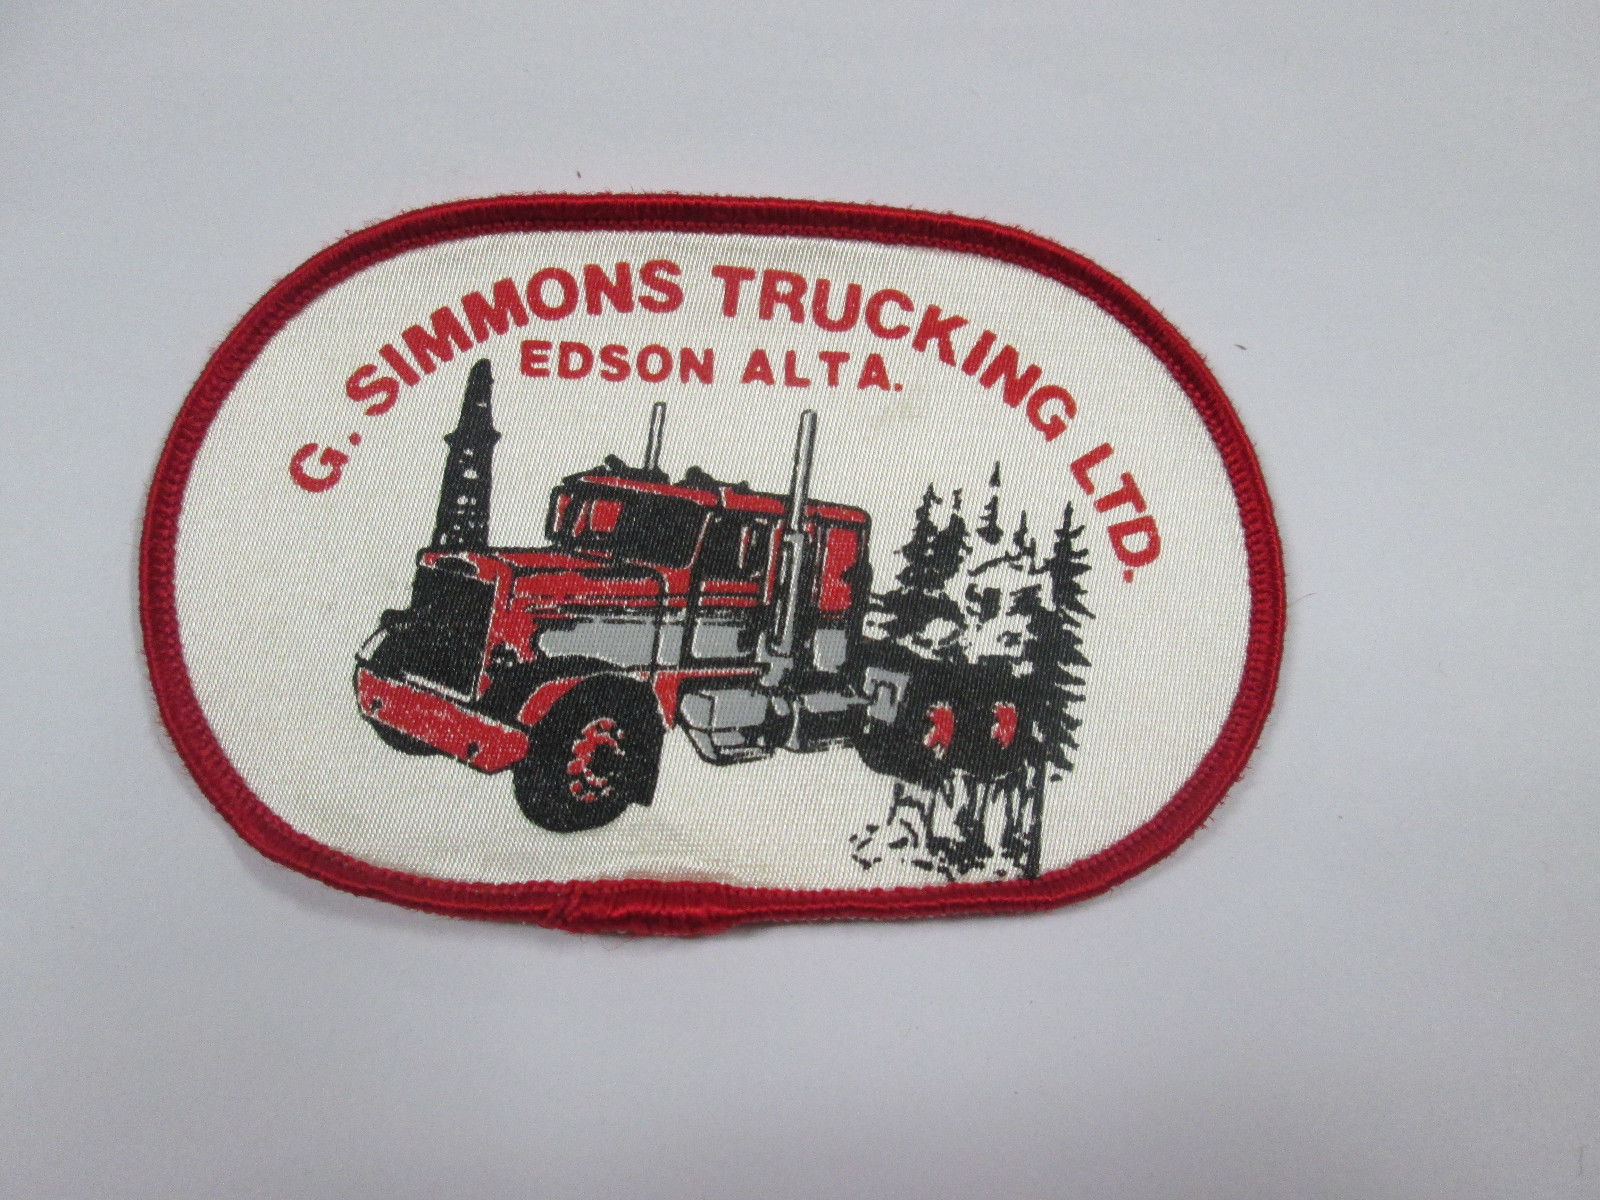 G. SIMMONS TRUCKING LTD.
EDSON ALTA.